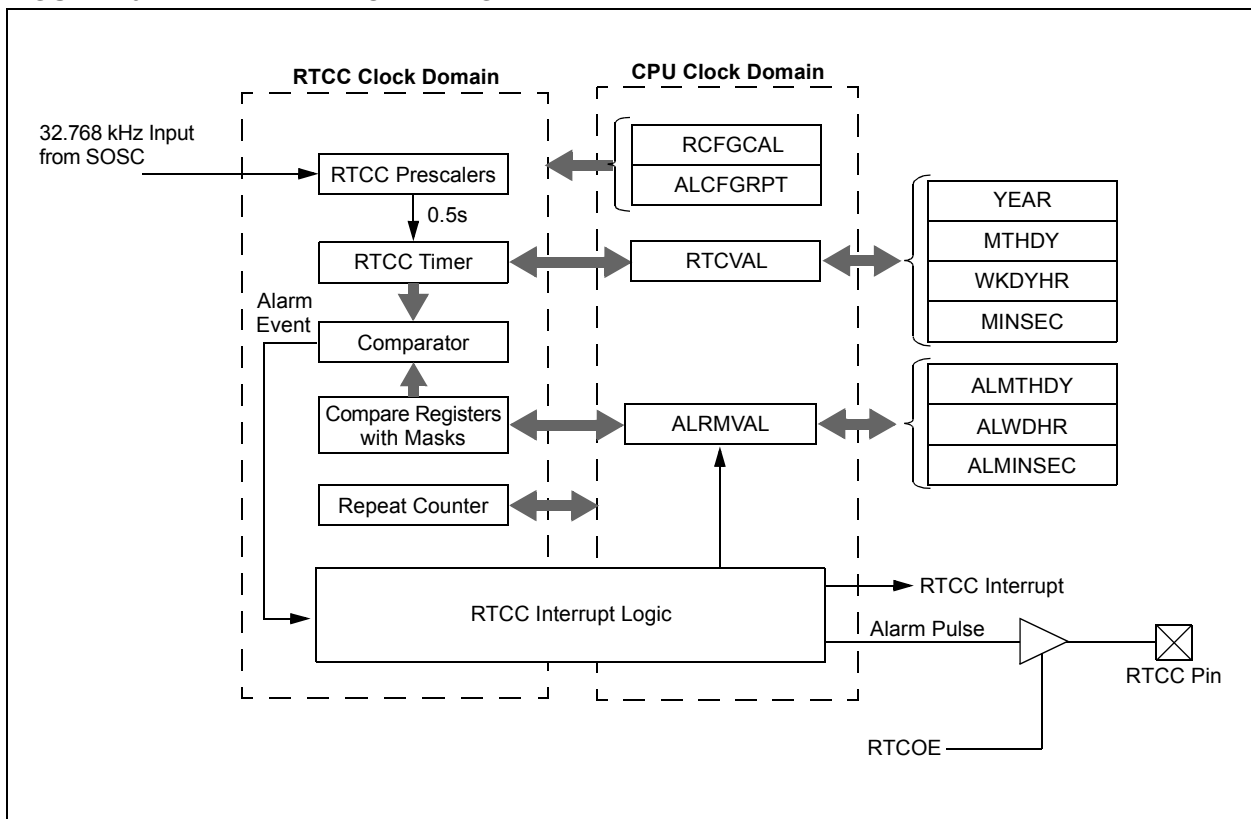 RTCC Clock Domain
CPU Clock Domain
32.768 kHz Input
from SOSC
RTCC Prescalers
0.5s
RTCC Timer
Alarm
Event
Comparator
Compare Registers
with Masks
Repeat Counter
RCFGCAL
ALCFGRPT
RTCVAL
ALRMVAL
YEAR
MTHDY
WKDYHR
MINSEC
ALMTHDY
ALWDHR
ALMINSEC
RTCC Interrupt Logic
RTCC Interrupt
Alarm Pulse
RTCC Pin
RTCOE